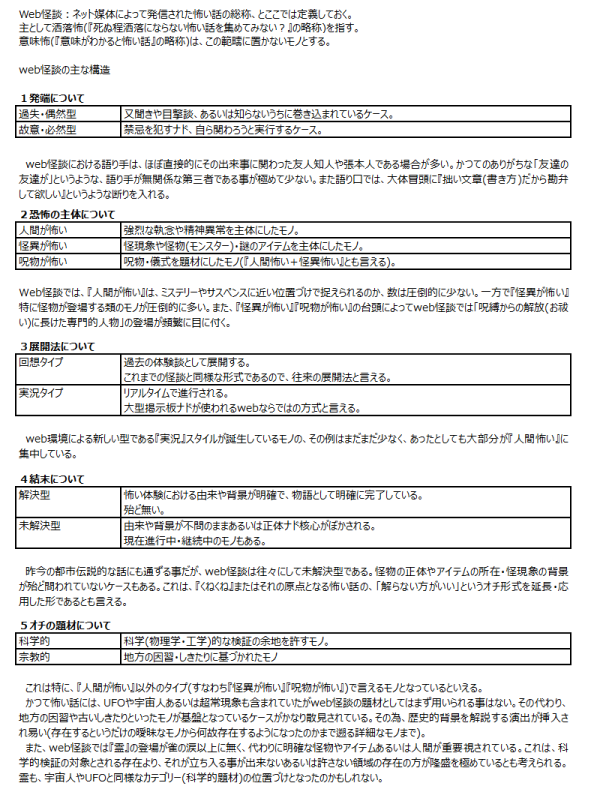 Web怪談：ネット媒体によって発信された怖い話の総称、とここでは定義しておく。
主として洒落怖(『死ぬ程洒落にならない怖い話を集めてみない？』の略称)を指す。
意味怖(『意味がわかると怖い話』の略称)は、この範疇に置かないモノとする。
web怪談の主な構造
１発端について
過失・偶然型 又聞きや目撃談、あるいは知らないうちに巻き込まれているケース。
故意・必然型 禁忌を犯すナド、自ら関わろうと実行するケース。
web怪談における語り手は、ほぼ直接的にその出来事に関わった友人知人や張本人である場合が多い。かつてのありがちな「友達の
友達が」というような、語り手が無関係な第三者である事が極めて少ない。また語り口では、大体冒頭に『拙い文章(書き方)だから勘弁
して欲しい』というような断りを入れる。
２恐怖の主体について
人間が怖い 強烈な執念や精神異常を主体にしたモノ。
怪異が怖い 怪現象や怪物(モンスター)・謎のアイテムを主体にしたモノ。
呪物が怖い 呪物・儀式を題材にしたモノ(『人間怖い＋怪異怖い』とも言える)。
Web怪談では、『人間が怖い』は、ミステリーやサスペンスに近い位置づけで捉えられるのか、数は圧倒的に少ない。一方で『怪異が怖い』
特に怪物が登場する類のモノが圧倒的に多い。また、『怪異が怖い』『呪物が怖い』の台頭によってweb怪談では「呪縛からの解放(お祓
い)に長けた専門的人物」の登場が頻繁に目に付く。
３展開法について
回想タイプ 過去の体験談として展開する。
これまでの怪談と同様な形式であるので、往来の展開法と言える。
実況タイプ リアルタイムで進行される。
大型掲示板ナドが使われるwebならではの方式と言える。
web環境による新しい型である『実況』スタイルが誕生しているモノの、その例はまだまだ少なく、あったとしても大部分が『人間怖い』に
集中している。
４結末について
解決型 怖い体験における由来や背景が明確で、物語として明確に完了している。
殆ど無い。
未解決型 由来や背景が不問のままあるいは正体ナド核心がぼかされる。
現在進行中・継続中のモノもある。
昨今の都市伝説的な話にも通ずる事だが、web怪談は往々にして未解決型である。怪物の正体やアイテムの所在・怪現象の背景
が殆ど問われていないケースもある。これは、『くねくね』またはそれの原点となる怖い話の、「解らない方がいい」というオチ形式を延長・応
用した形であるとも言える。
５オチの題材について
科学的 科学(物理学・工学)的な検証の余地を許すモノ。
宗教的 地方の因習・しきたりに基づかれたモノ
これは特に、『人間が怖い』以外のタイプ(すなわち『怪異が怖い』『呪物が怖い』)で言えるモノとなっているといえる。
かつて怖い話には、UFOや宇宙人あるいは超常現象も含まれていたがweb怪談の題材としてはまず用いられる事はない。その代わり、
地方の因習や古いしきたりといったモノが基盤となっているケースがかなり散見されている。その為、歴史的背景を解説する演出が挿入さ
れ易い(存在するというだけの曖昧なモノから何故存在するようになったのかまで遡る詳細なモノまで)。
また、web怪談では『霊』の登場が雀の涙以上に無く、代わりに明確な怪物やアイテムあるいは人間が重要視されている。これは、科
学的検証の対象とされる存在より、それが立ち入る事が出来ないあるいは許さない領域の存在の方が隆盛を極めているとも考えられる。
霊も、宇宙人やUFOと同様なカテゴリー(科学的題材)の位置づけとなったのかもしれない。